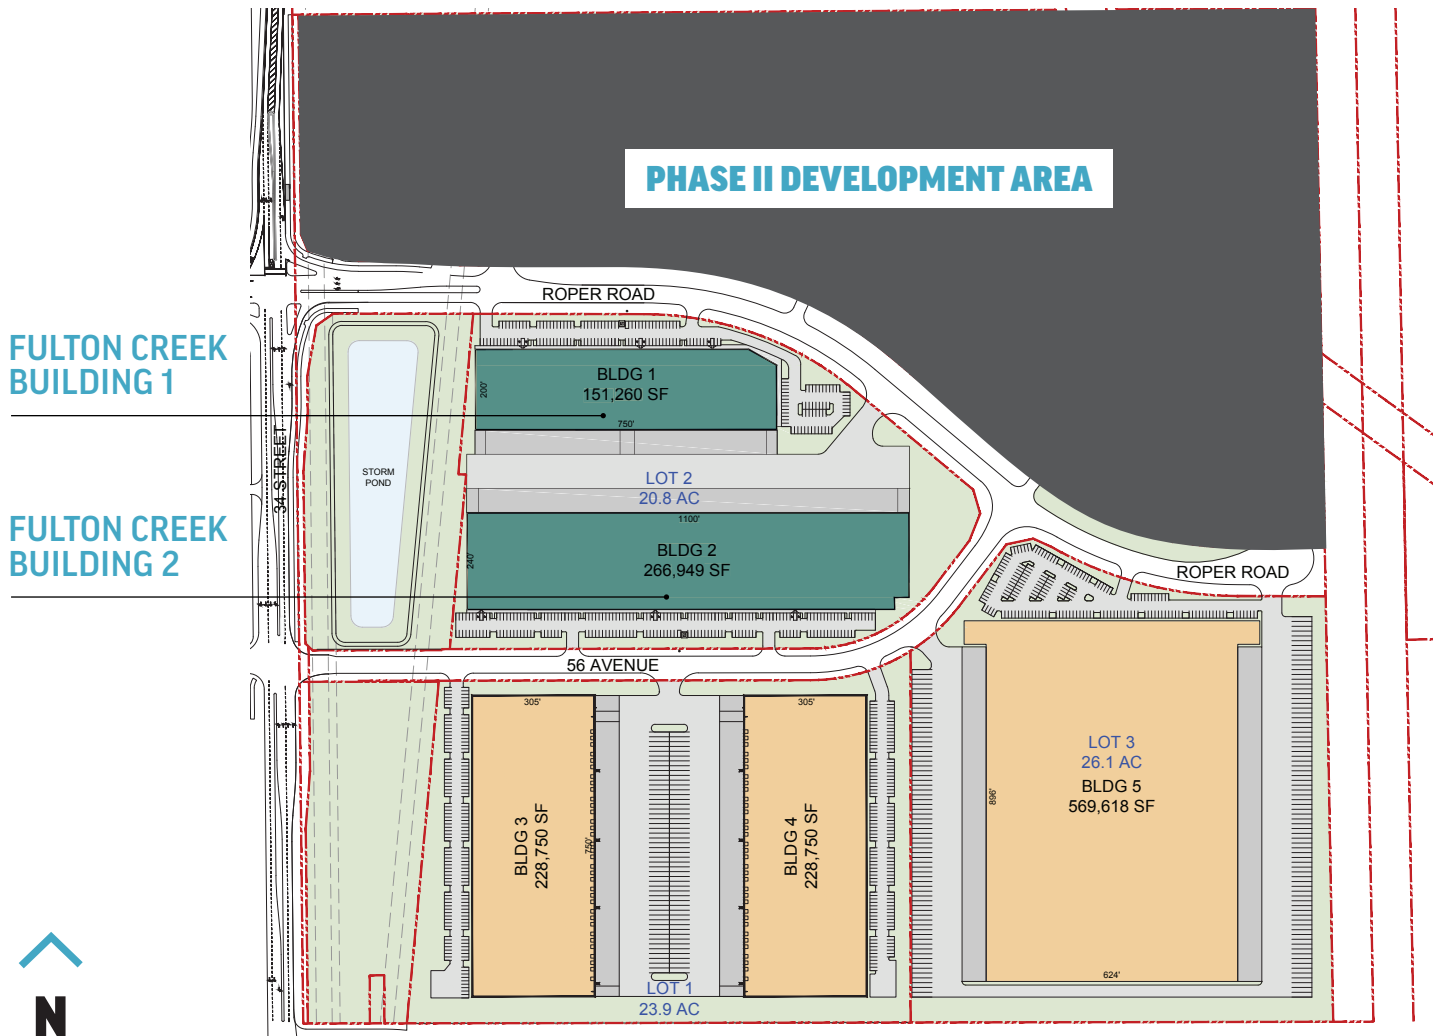 PHASE II DEVELOPMENT AREA
ROPER ROAD
FULTON CREEK
BUILDING 1
BLDG 1
151,260 SF
200'
750'
34 STREET
STORM
POND
LOT 2
20.8 AC
FULTON CREEK
BUILDING 2
1100'
BLDG 2
266,949 SF
240'
ROPER ROAD
56 AVENUE
305'
BLDG 3
228,750 SF
750'
305'
BLDG 4
228,750 SF
LOT 3
26.1 AC
BLDG 5
569,618 SF
896'
624'
LOT 1
23.9 AC
N